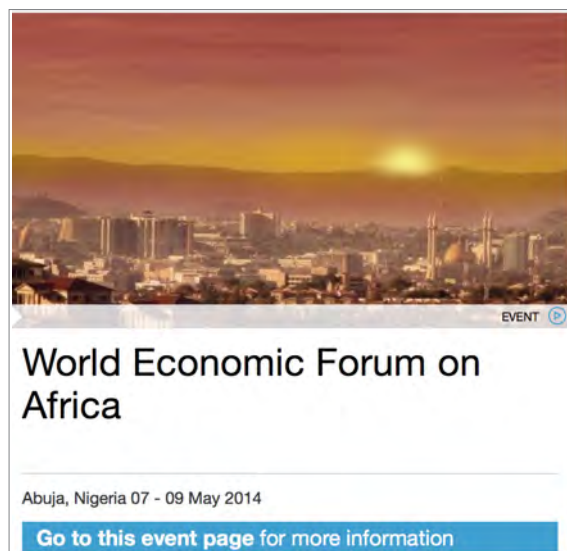 EVENT
World Economic Forum on
Africa
Abuja, Nigeria 07 - 09 May 2014
Go to this event page for more information